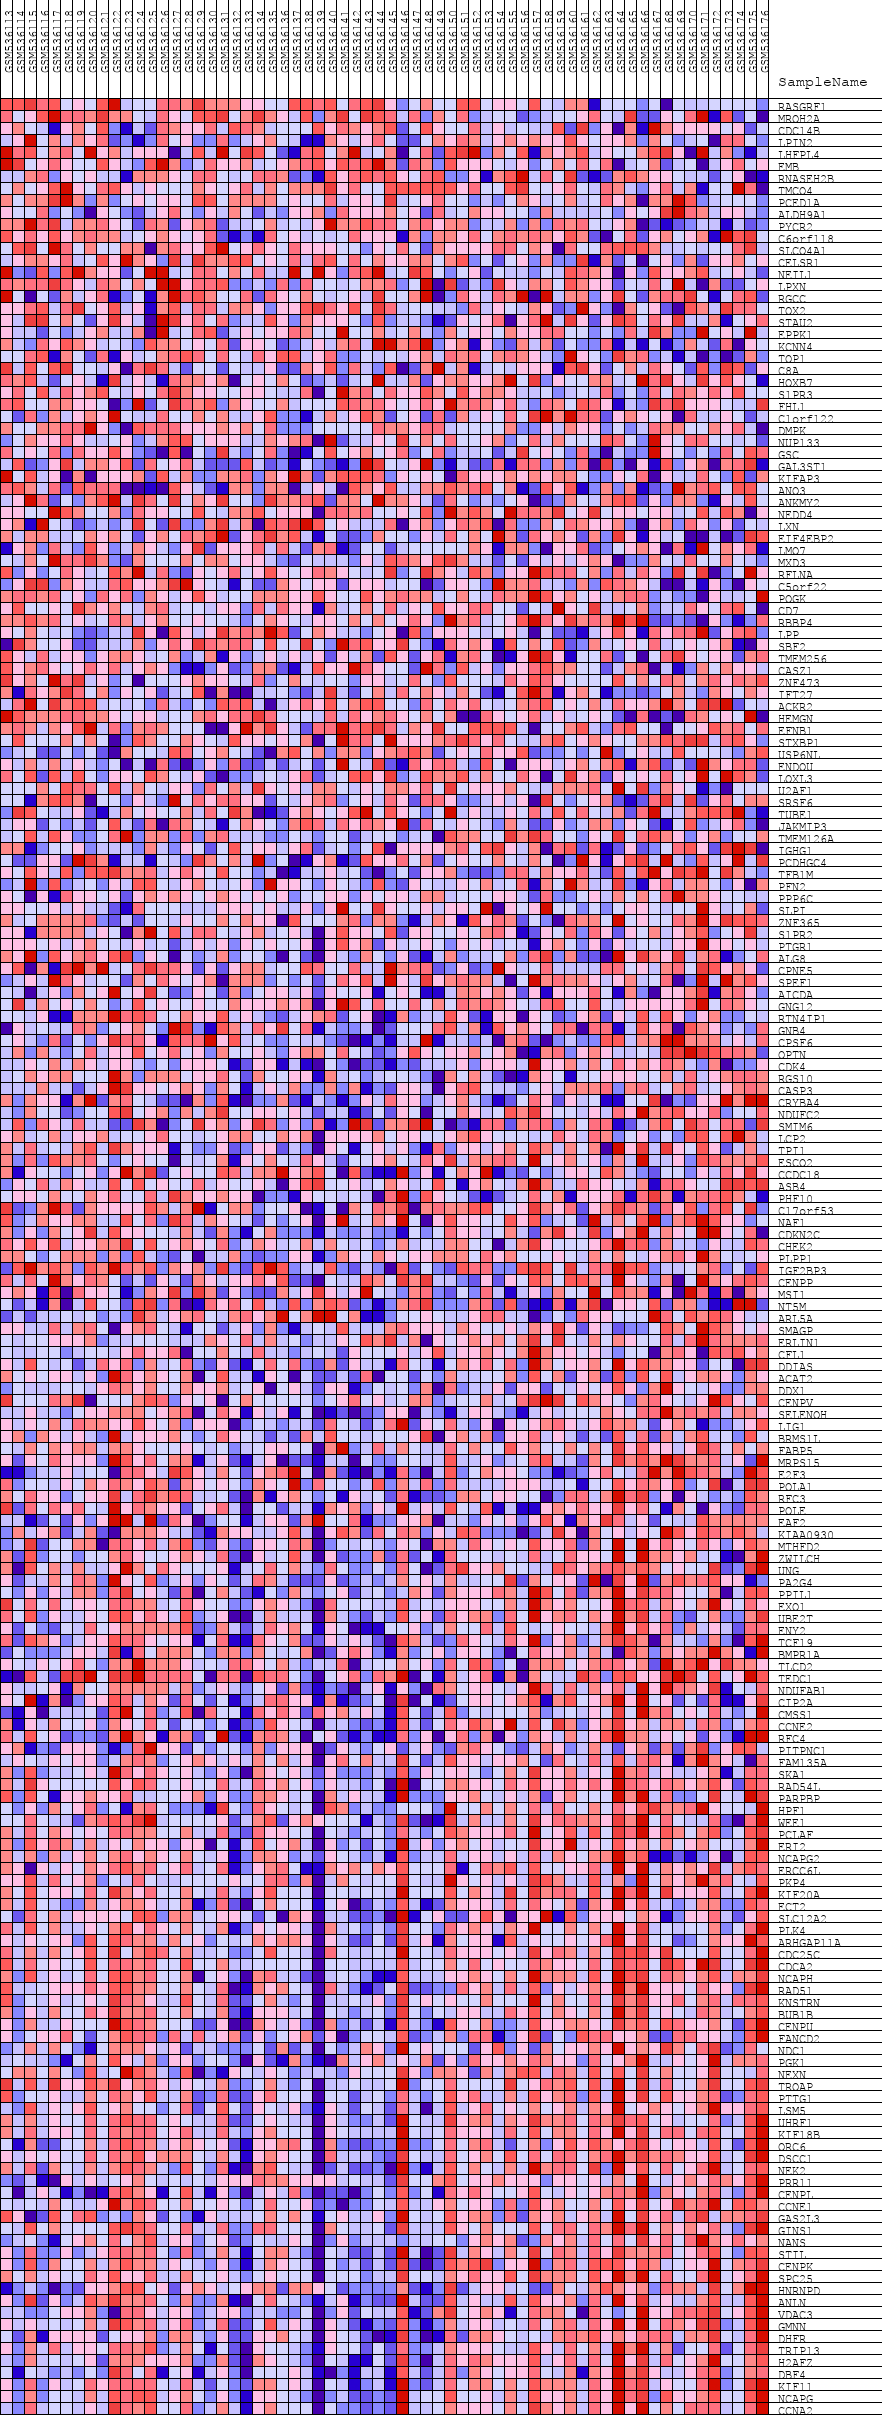 GSM536113
GSM536114
GSM536115
GSM536116
GSM536117
GSM536118
GSM536119
GSM536120
GSM536121
GSM536122
GSM536123
GSM536124
GSM536125
GSM536126
GSM536127
GSM536128
GSM536129
GSM536130
GSM536131
GSM536132
GSM536133
GSM536134
GSM536135
GSM536136
GSM536137
GSM536138
GSM536139
GSM536140
GSM536141
GSM536142
GSM536143
GSM536144
GSM536145
GSM536146
GSM536147
GSM536148
GSM536149
GSM536150
GSM536151
GSM536152
GSM536153
GSM536154
GSM536155
GSM536156
GSM536157
GSM536158
GSM536159
GSM536160
GSM536161
GSM536162
GSM536163
GSM536164
GSM536165
GSM536166
GSM536167
GSM536168
GSM536169
GSM536170
GSM536171
GSM536172
GSM536173
GSM536174
GSM536175
GSM536176
SampleName
RASGRF1
MROH2A
CDC14B
LPIN2
LHFPL4
EMB
RNASEH2B
TMCO4
PCED1A
ALDH9A1
PYCR2
C6orf118
SLCO4A1
CELSR1
NEIL1
LPXN
RGCC
TOX2
STAU2
EPPK1
KCNN4
TOP1
C8A
HOXB7
S1PR3
FHL1
C1orf122
DMPK
NUP133
GSC
GAL3ST1
KIFAP3
ANO3
ANKMY2
NEDD4
LXN
EIF4EBP2
LMO7
MXD3
RFLNA
C5orf22
POGK
CD7
RBBP4
LPP
SBF2
TMEM256
CASZ1
ZNF473
IFT27
ACKR2
HEMGN
EFNB1
STXBP1
USP6NL
ENDOU
LOXL3
U2AF1
SRSF6
TUBE1
JAKMIP3
TMEM126A
IGHG1
PCDHGC4
TFB1M
PFN2
PPP6C
SLPI
ZNF365
S1PR2
PTGR1
ALG8
CPNE5
SPEF1
AICDA
GNG12
RTN4IP1
GNB4
CPSF6
OPTN
CDK4
RGS10
CASP3
CRYBA4
NDUFC2
SMIM6
LCP2
TPI1
ESCO2
CCDC18
ASB4
PHF10
C17orf53
NAF1
CDKN2C
CHEK2
PLPP1
IGF2BP3
CENPP
MSI1
NT5M
ARL5A
SMAGP
ERLIN1
CFL1
DDIAS
ACAT2
DDX1
CENPV
SELENOH
LIG1
BRMS1L
FABP5
MRPS15
E2F3
POLA1
RFC3
POLE
EAF2
KIAA0930
MTHFD2
ZWILCH
UNG
PA2G4
PPIL1
EXO1
UBE2T
ENY2
TCF19
BMPR1A
TLCD2
TEDC1
NDUFAB1
CIP2A
CMSS1
CCNE2
RFC4
PITPNC1
FAM135A
SKA1
RAD54L
PARPBP
HPF1
WEE1
PCLAF
ERI2
NCAPG2
ERCC6L
PKP4
KIF20A
ECT2
SLC12A2
PLK4
ARHGAP11A
CDC25C
CDCA2
NCAPH
RAD51
KNSTRN
BUB1B
CENPU
FANCD2
NDC1
PGK1
NEXN
TROAP
PTTG1
LSM5
UHRF1
KIF18B
ORC6
DSCC1
NEK2
PRR11
CENPL
CCNE1
GAS2L3
GINS1
NANS
STIL
CENPK
SPC25
HNRNPD
ANLN
VDAC3
GMNN
DHFR
TRIP13
H2AFZ
DBF4
KIF11
NCAPG
CCNA2